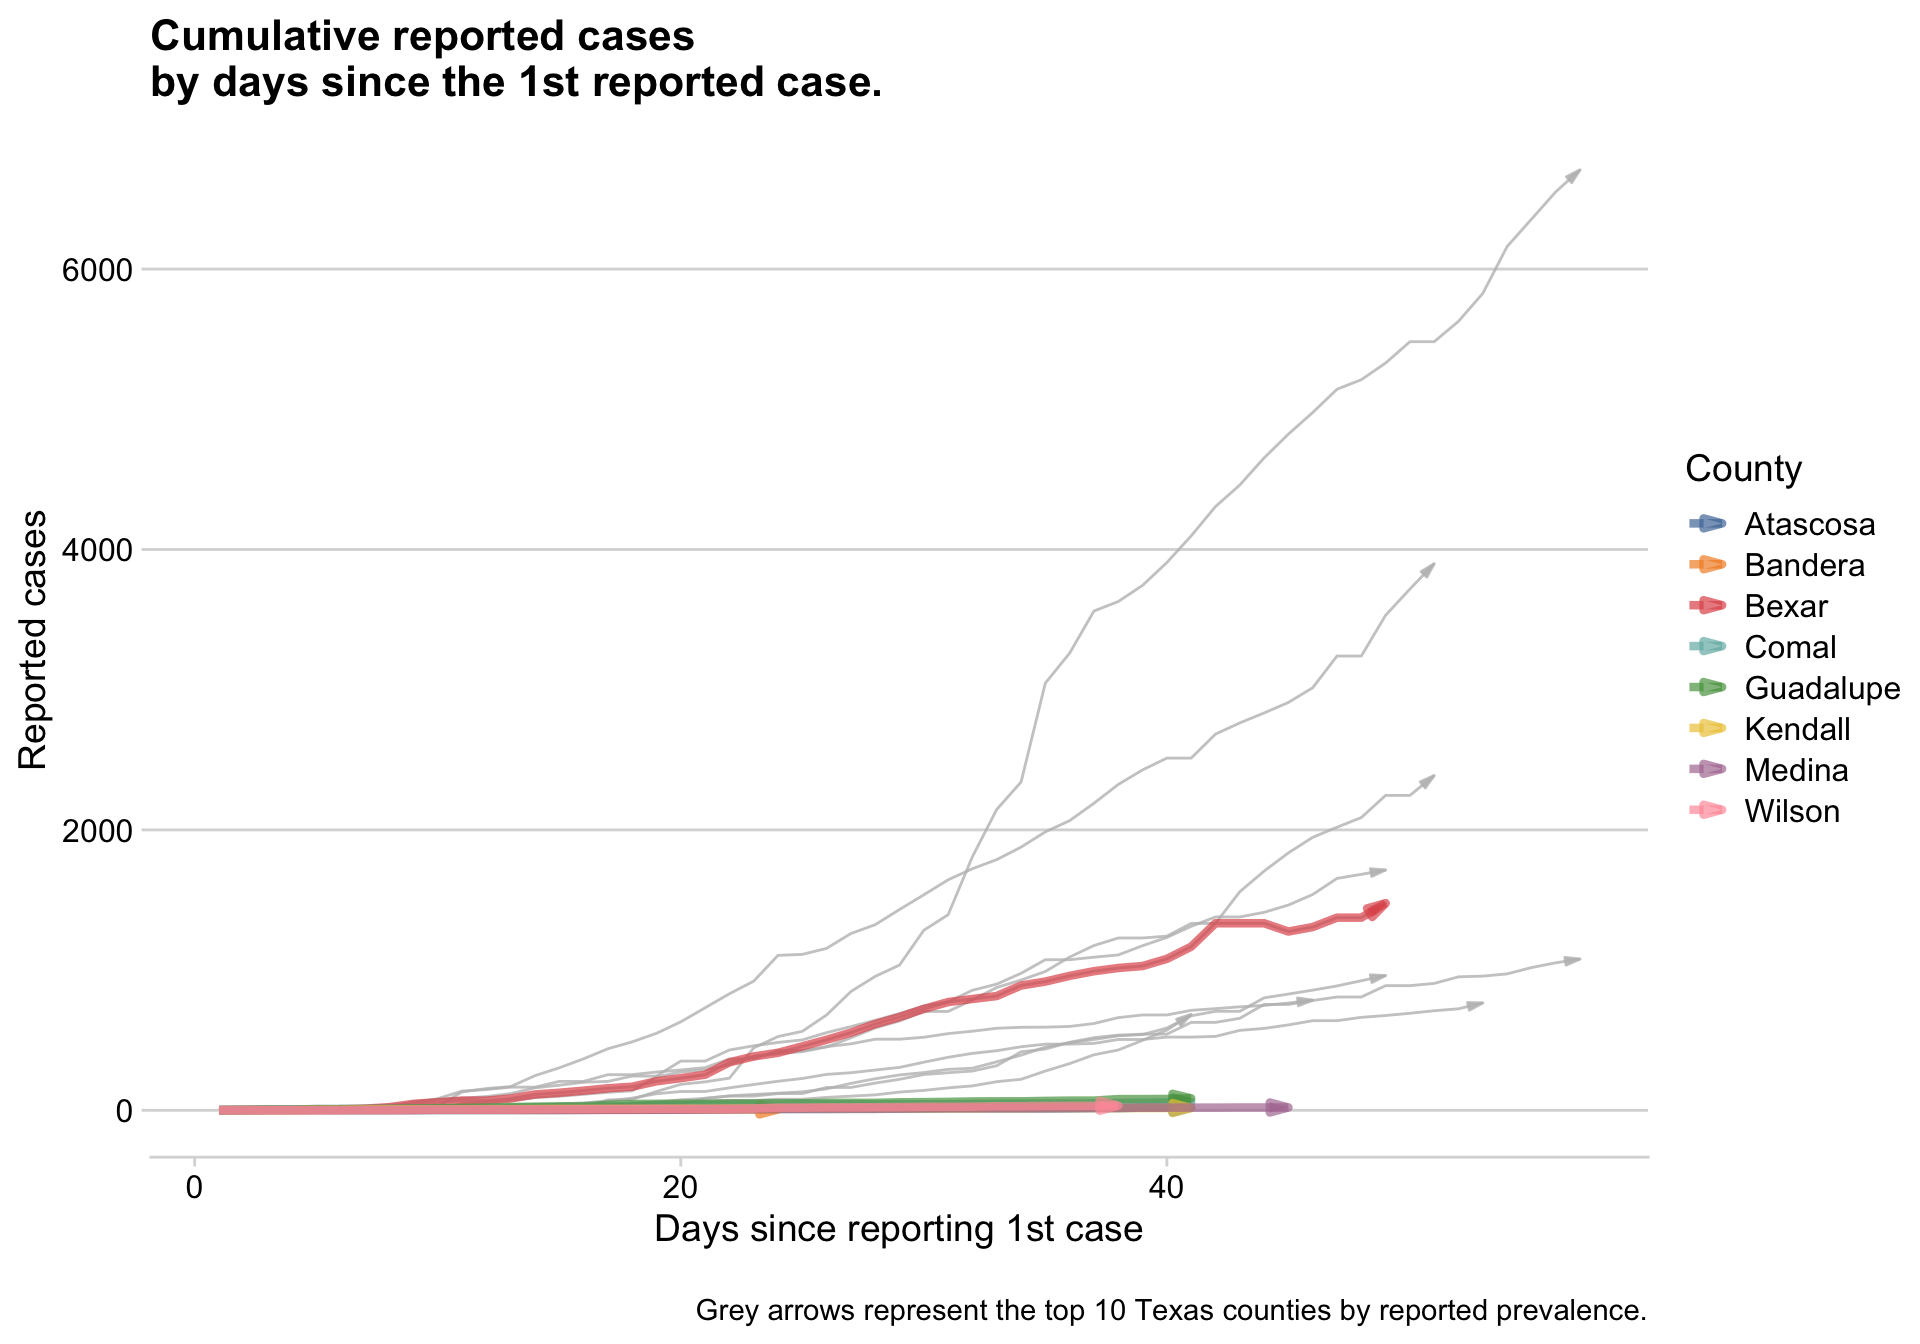 Cumulative reported cases
by days since the 1st reported case.
6000
4000
2000
0
Reported cases
0 20 40
Days since reporting 1st case
County
Atascosa
Bandera
Bexar
Comal
Guadalupe
Kendall
Medina
Wilson
Grey arrows represent the top 10 Texas counties by reported prevalence.